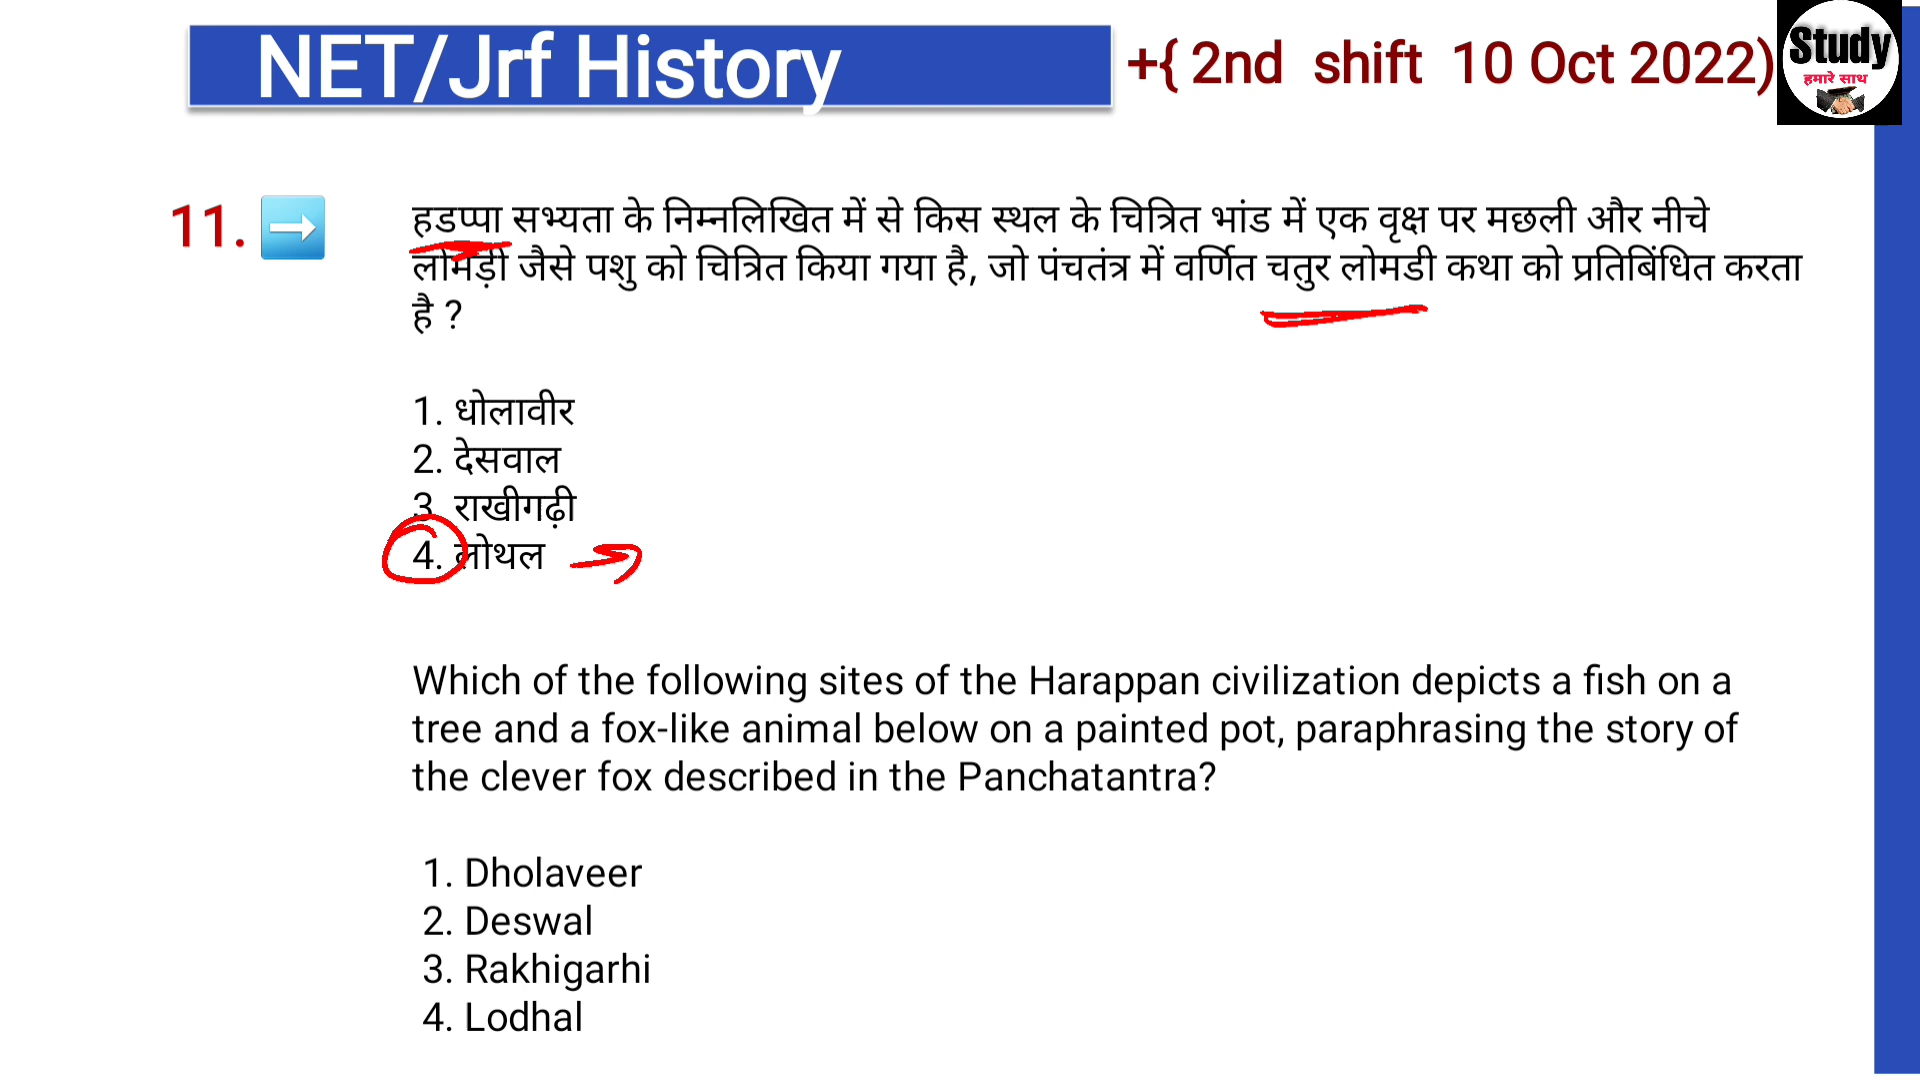 NET/Jrf History
+{ 2nd shift 10 Oct 2022)
Study
हमारे साथ
11. ➡
हडप्पा सभ्यता के निम्नलिखित में से किस स्थल के चित्रित भांड में एक वृक्ष पर मछली और नीचे
लोमड़ी जैसे पशु को चित्रित किया गया है, जो पंचतंत्र में वर्णित चतुर लोमडी कथा को प्रतिबिंधित करता
है ?
1. धोलावीर
2. देसवाल
3. राखीगढ़ी
4. लोथल
Which of the following sites of the Harappan civilization depicts a fish on a
tree and a fox-like animal below on a painted pot, paraphrasing the story of
the clever fox described in the Panchatantra?
1. Dholaveer
2. Deswal
3. Rakhigarhi
4. Lodhal